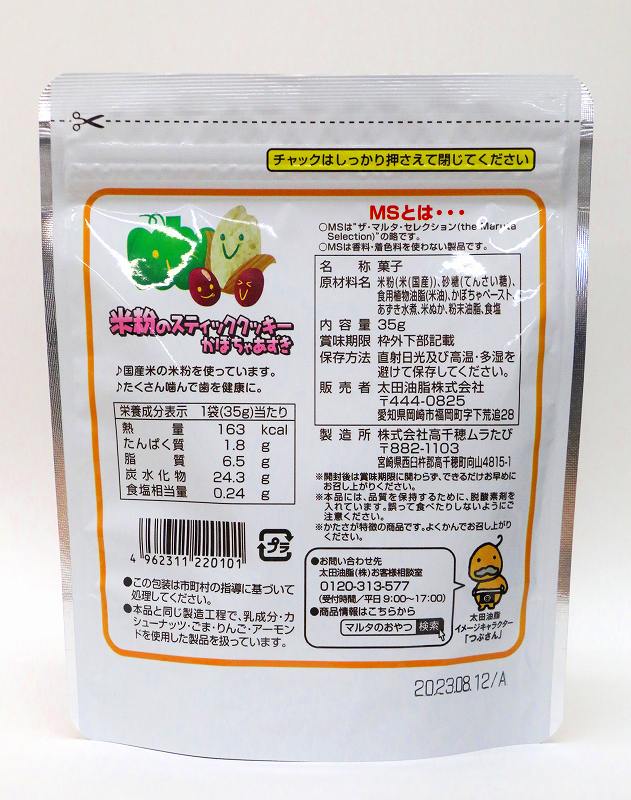 チャックはしっかり押さえて閉じてください
米粉のスティッククッキー
かぼちゃあずき
♪国産米の米粉を使っています。
♪たくさん噛んで歯を健康に。
栄養成分表示 1袋(35g)当たり
熱量 163 kcal
たんぱく質 1.8 g
脂質 6.5 g
炭水化物 24.3 g
食塩相当量 0.24 g
4 962311 220101
プラ
●この包装は市町村の指導に基づいて
処理してください。
●本品と同じ製造工程で、乳成分・カ
シューナッツ・ごま・りんご・アーモン
ドを使用した製品を扱っています。
MSとは・・・
○MSは"ザ・マルタ・セレクション(the Maruta
Selection)"の略です。
○MSは香料・着色料を使わない製品です。
名称 菓子
原材料名 米粉(米(国産))、砂糖(てんさい糖)、
食用植物油脂(米油)、かぼちゃペースト、
あずき水煮、米ぬか、粉末油脂、食塩
内容量 35g
賞味期限 枠外下部記載
保存方法 直射日光及び高温・多湿を
避けて保存してください。
販売者 太田油脂株式会社
〒444-0825
愛知県岡崎市福岡町字下荒追28
製造所 株式会社高千穂ムラたび
〒882-1103
宮崎県西臼杵郡高千穂町向山4815-1
※開封後は賞味期限に関わらず、できるだけお早めに
お召し上がりください。
※本品には、品質を保持するために、脱酸素剤を
入れています。誤って食べたりしないようにご
注意ください。
※かたさが特徴の商品です。よくかんでお召し上がり
ください。
●お問い合わせ先
太田油脂(株)お客様相談室
0120-313-577
(受付時間/平日9:00〜17:00)
●商品情報はこちらから
マルタのおやつ 検索
太田油脂
イメージキャラクター
「つぶさん」
2023.08.12/A